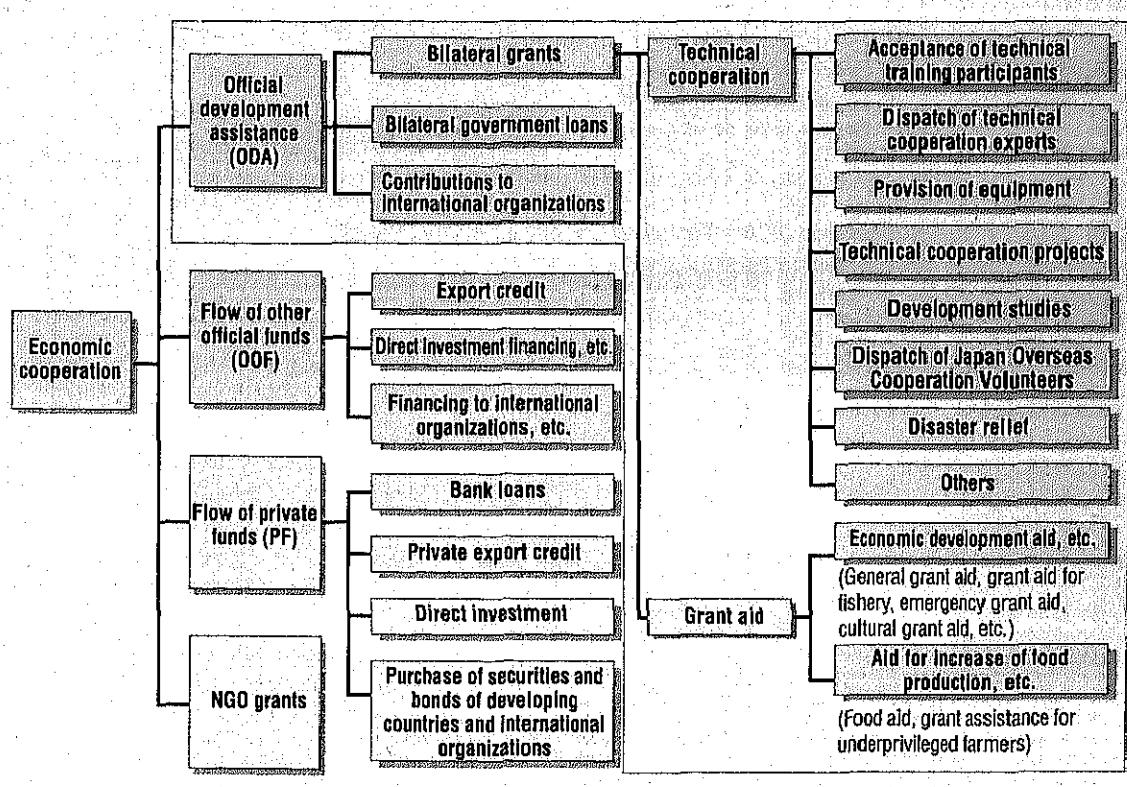 Economic
cooperation
Official
development
assistance
(ODA)
Bilateral grants
Bilateral government loans
Contributions to
international organizations
Technical
cooperation
Acceptance of technical
training participants
Dispatch of technical
cooperation experts
Provision of equipment
Technical cooperation projects
Development studies
Dispatch of Japan Overseas
Cooperation Volunteers
Disaster relief
Others
Grant aid
Economic development aid, etc.
(General grant aid, grant aid for
fishery, emergency grant aid,
cultural grant aid, etc.)
Aid for increase of food
production, etc.
(Food aid, grant assistance for
underprivileged farmers)
Flow of other
official funds
(OOF)
Export credit
Direct investment financing, etc.
Financing to international
organizations, etc.
Flow of private
funds (PF)
Bank loans
Private export credit
Direct investment
Purchase of securities and
bonds of developing
countries and international
organizations
NGO grants